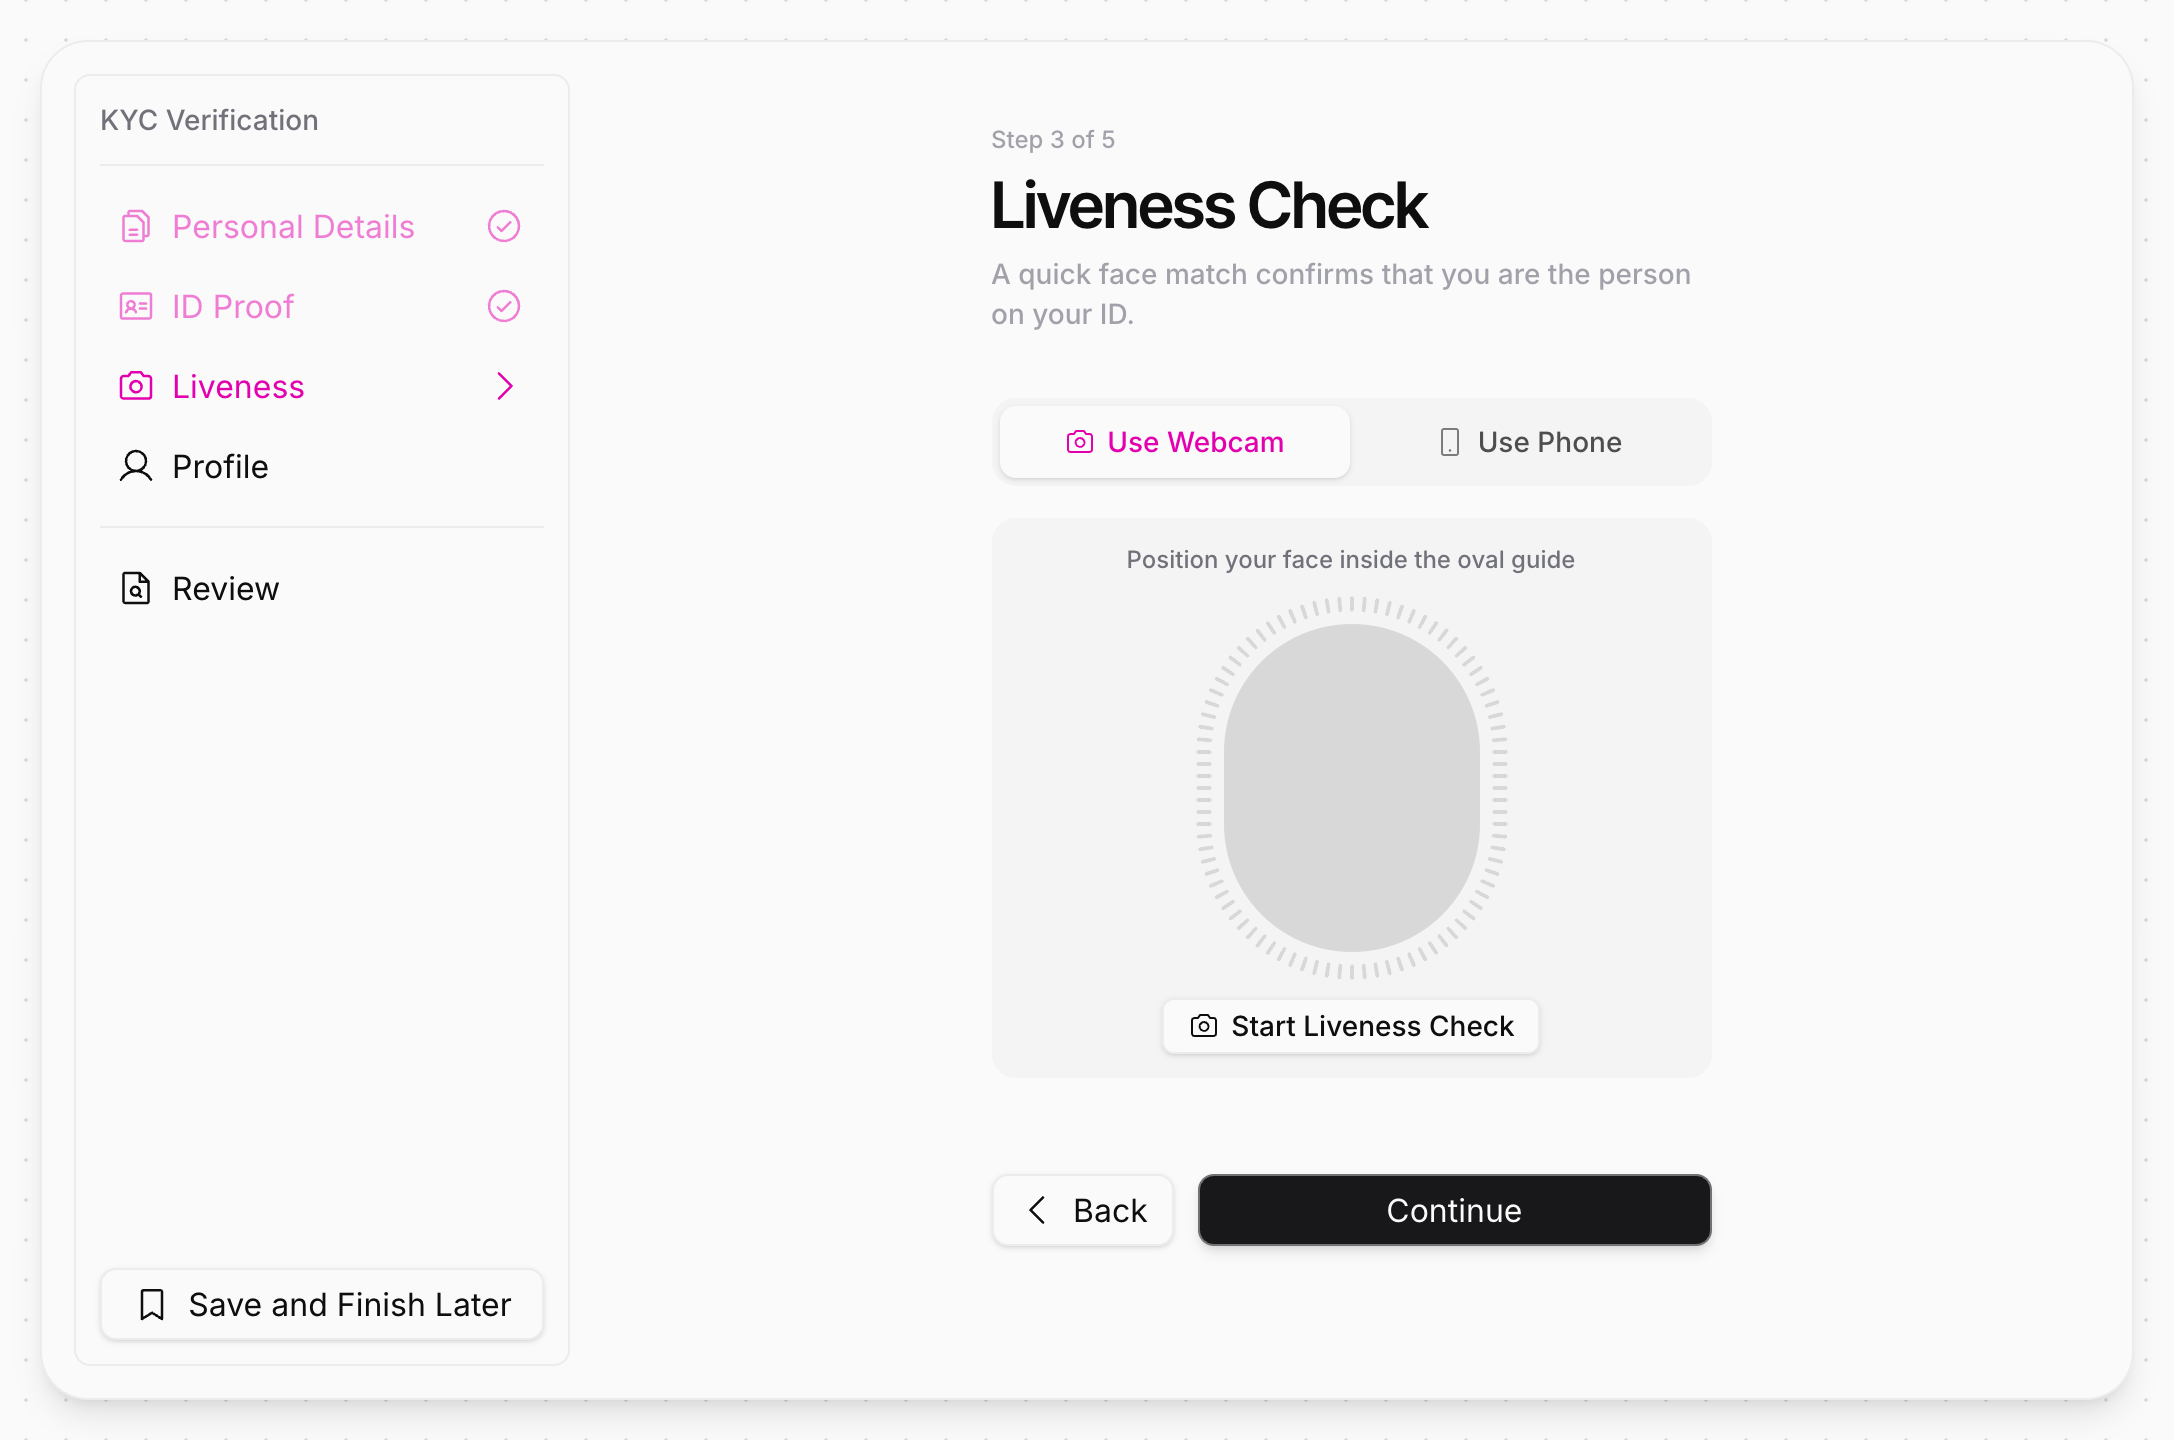 KYC Verification
Personal Details
ID Proof
Liveness
Profile
Review
Save and Finish Later
Step 3 of 5
Liveness Check
A quick face match confirms that you are the person
on your ID.
Use Webcam
Use Phone
Position your face inside the oval guide
Start Liveness Check
Back
Continue